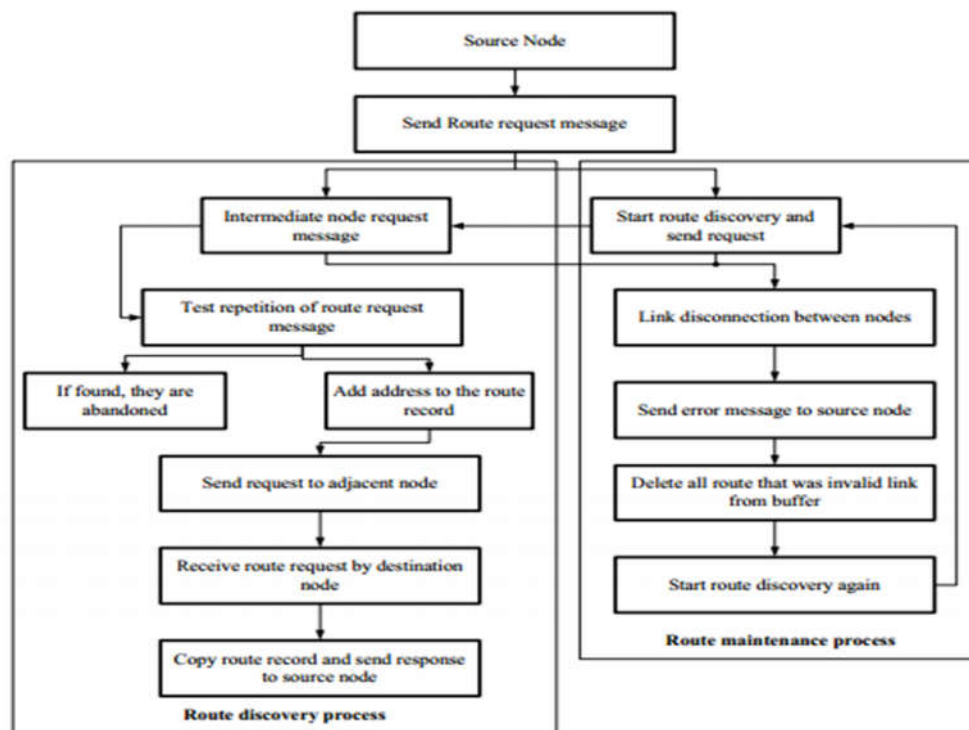 Source Node
Send Route request message
Intermediate node request
message
Start route discovery and
send request
Test repetition of route request
message
Link disconnection between nodes
If found, they are
abandoned
Add address to the route
record
Send error message to source node
Send request to adjacent node
Delete all route that was invalid link
from buffer
Receive route request by destination
node
Start route discovery again
Copy route record and send response
to source node
Route maintenance process
Route discovery process